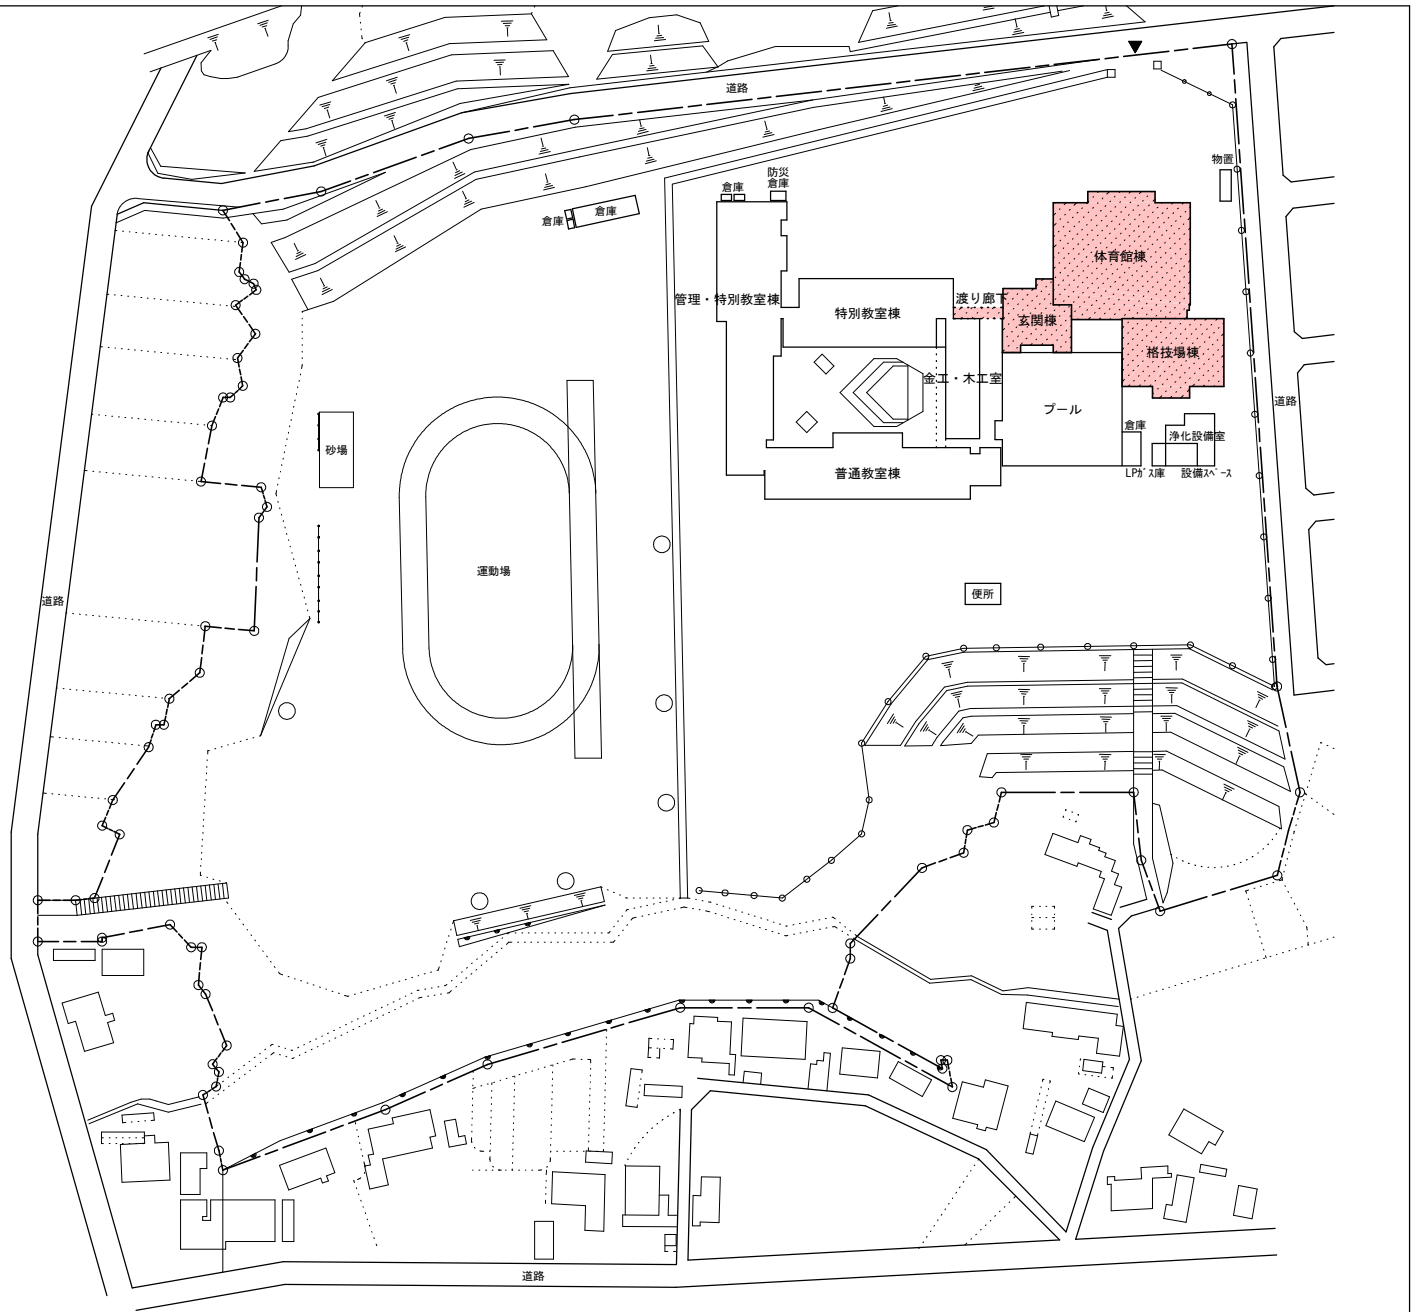 道路
物置
防災
倉庫
倉庫
倉庫
倉庫
体育館棟
管理・特別教室棟
渡り廊下
特別教室棟
玄関棟
格技場棟
金工・木工室
プール
道路
倉庫
浄化設備室
砂場
普通教室棟
LPガス庫
設備スペース
運動場
便所
道路
道路